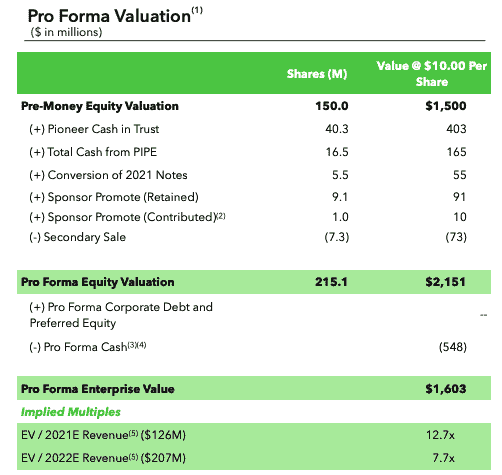 Pro Forma Valuation(1)
($ in millions)
Shares (M) Value @ $10.00 Per Share
Pre-Money Equity Valuation 150.0 $1,500
(+) Pioneer Cash in Trust 40.3 403
(+) Total Cash from PIPE 16.5 165
(+) Conversion of 2021 Notes 5.5 55
(+) Sponsor Promote (Retained) 9.1 91
(+) Sponsor Promote (Contributed)(2) 1.0 10
(-) Secondary Sale (7.3) (73)
Pro Forma Equity Valuation 215.1 $2,151
(+) Pro Forma Corporate Debt and
Preferred Equity --
(-) Pro Forma Cash(3)(4) (548)
Pro Forma Enterprise Value $1,603
Implied Multiples
EV / 2021E Revenue(5) ($126M) 12.7x
EV / 2022E Revenue(5) ($207M) 7.7x